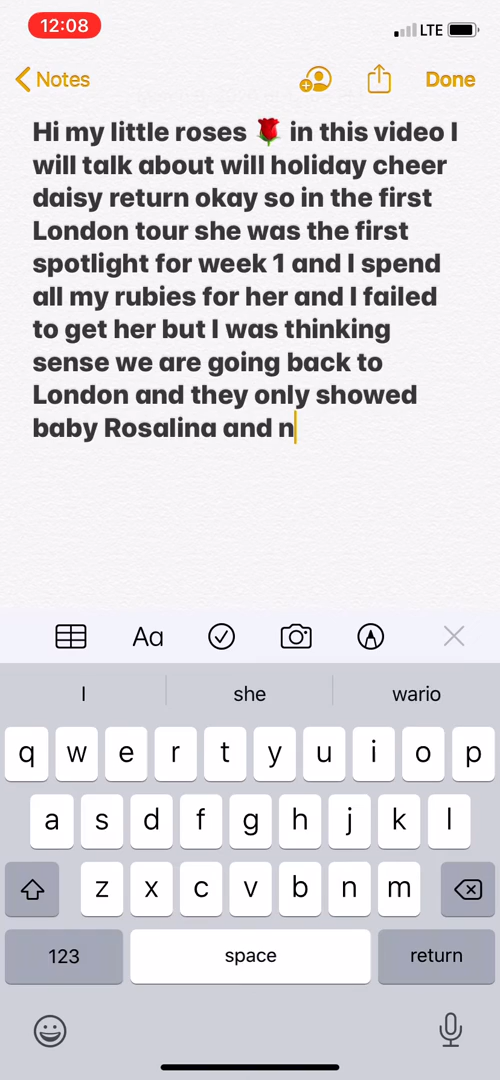 12:08
LTE
Notes
Done
Hi my little roses 🌹 in this video I
will talk about will holiday cheer
daisy return okay so in the first
London tour she was the first
spotlight for week 1 and I spend
all my rubies for her and I failed
to get her but I was thinking
sense we are going back to
London and they only showed
baby Rosalina and n
Aa
I she wario
q w e r t y u i o p
a s d f g h j k l
z x c v b n m
123 space return